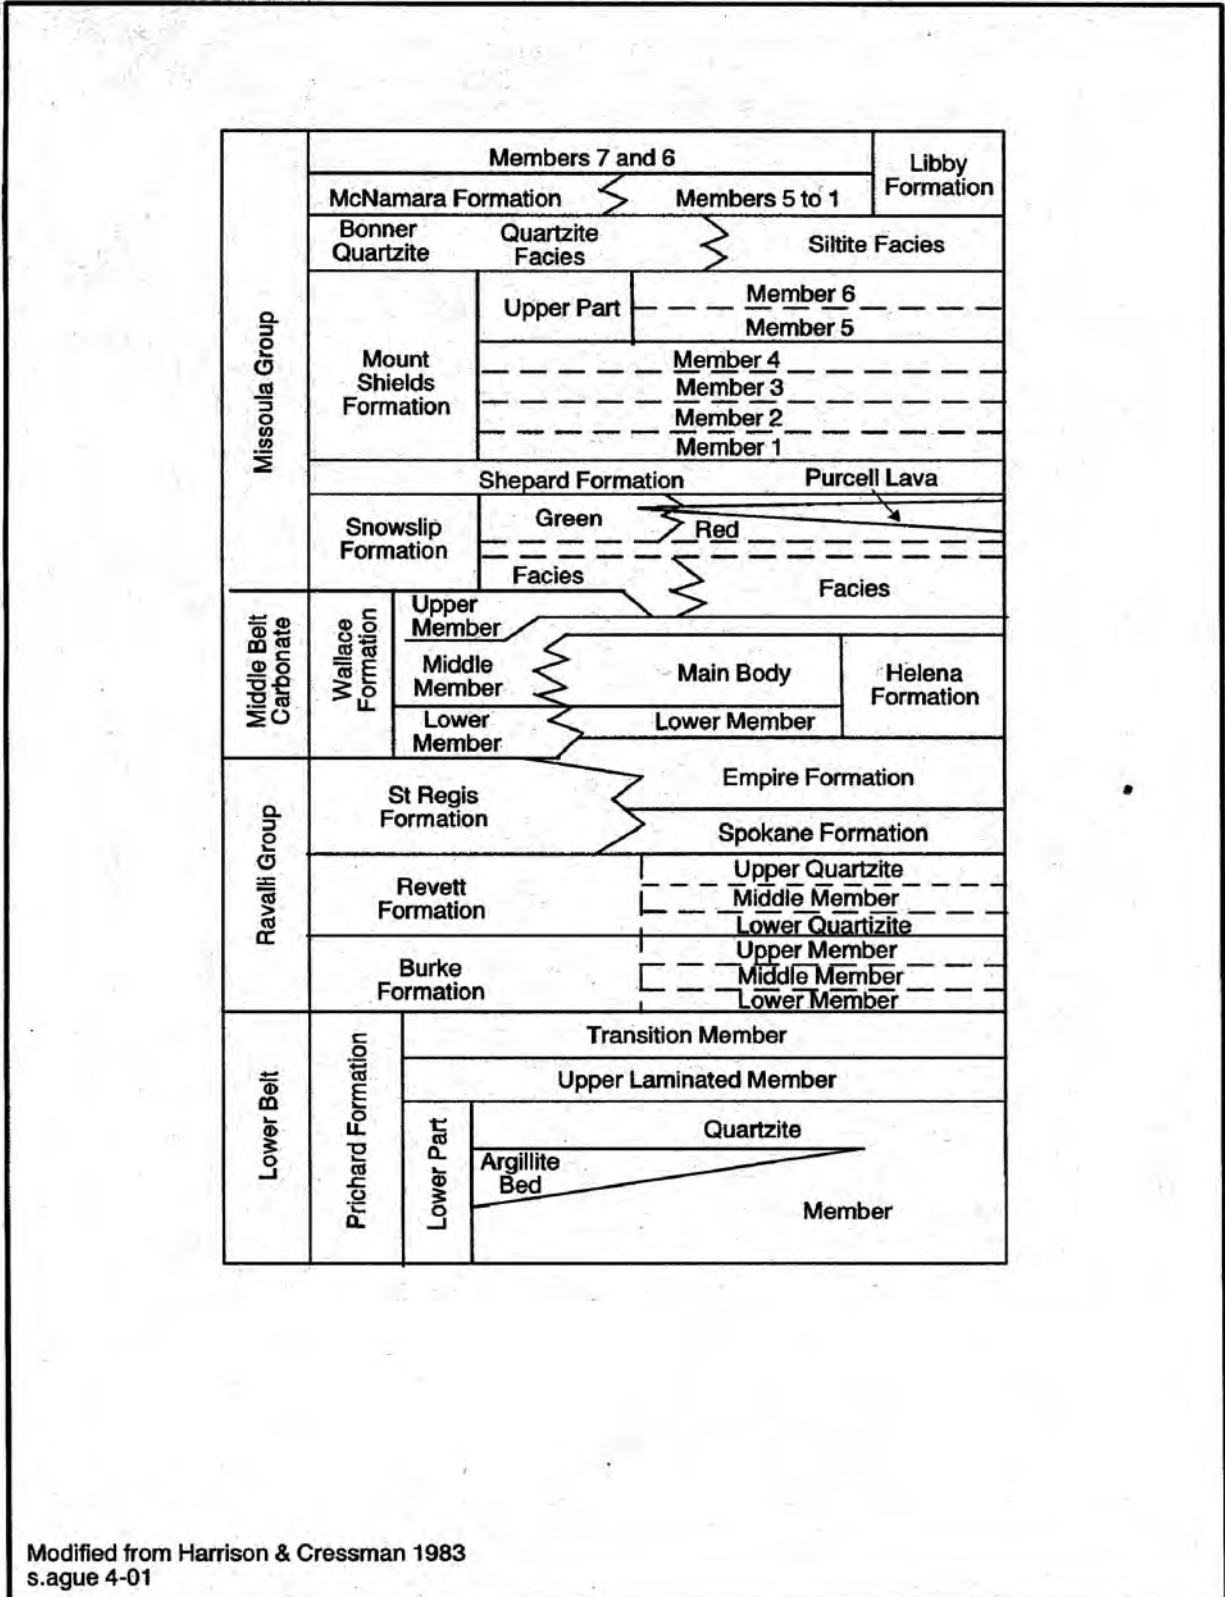 Members 7 and 6
Libby
Formation
McNamara Formation
Members 5 to 1
Bonner
Quartzite
Quartzite
Facies
Siltite Facies
Missoula Group
Mount
Shields
Formation
Upper Part
Member 6
Member 5
Member 4
Member 3
Member 2
Member 1
Shepard Formation
Purcell Lava
Snowslip
Formation
Green
Red
Facies
Facies
Middle Belt
Carbonate
Wallace
Formation
Upper
Member
Middle
Member
Main Body
Helena
Formation
Lower
Member
Lower Member
Ravalli Group
St Regis
Formation
Empire Formation
Spokane Formation
Revett
Formation
Upper Quartzite
Middle Member
Lower Quartizite
Burke
Formation
Upper Member
Middle Member
Lower Member
Lower Belt
Prichard Formation
Transition Member
Upper Laminated Member
Lower Part
Quartzite
Argillite
Bed
Member
Modified from Harrison & Cressman 1983
s.ague 4-01